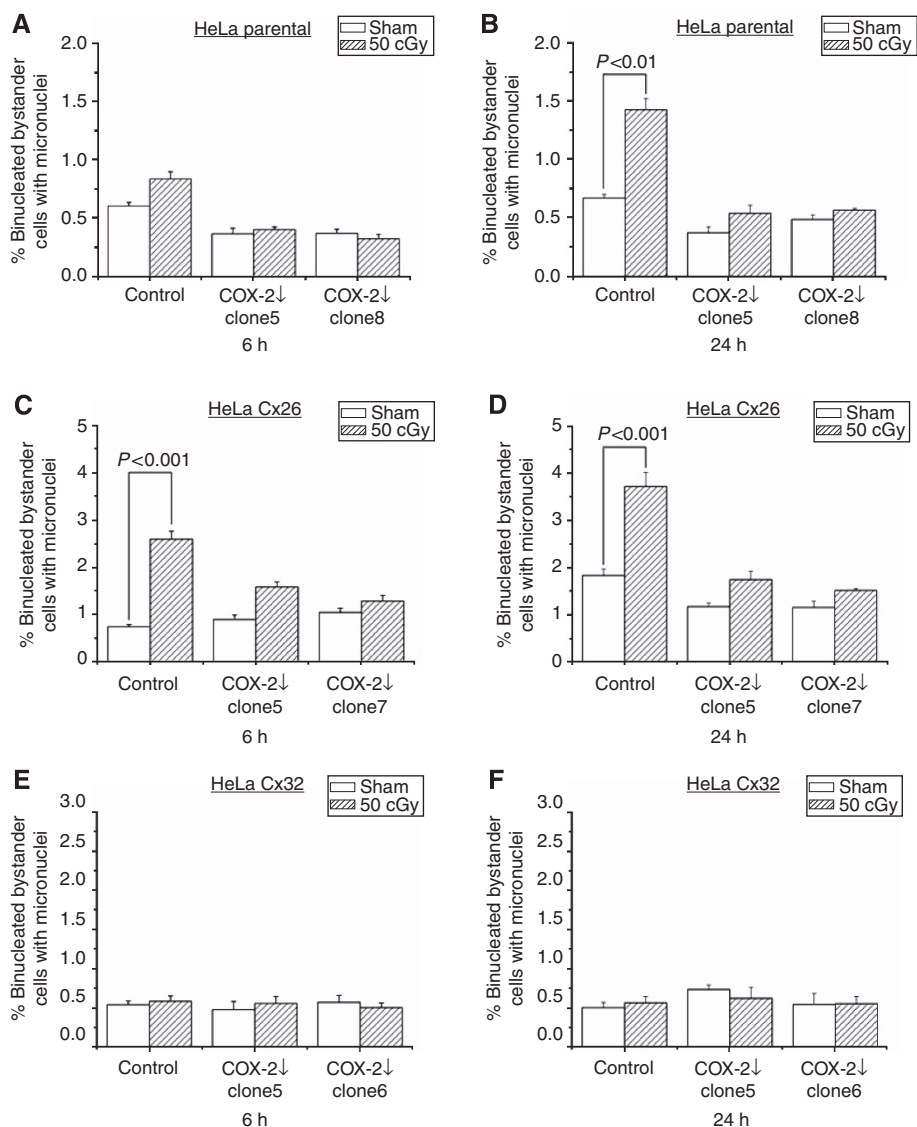 A
HeLa parental
Sham
50 cGy
% Binucleated bystander
cells with micronuclei
2.0
1.5
1.0
0.5
0.0
Control
COX-2↓
clone5
COX-2↓
clone8
6 h
B
HeLa parental
Sham
50 cGy
% Binucleated bystander
cells with micronuclei
2.0
1.5
1.0
0.5
0.0
P<0.01
Control
COX-2↓
clone5
COX-2↓
clone8
24 h
C
HeLa Cx26
Sham
50 cGy
% Binucleated bystander
cells with micronuclei
5
4
3
2
1
0
P<0.001
Control
COX-2↓
clone5
COX-2↓
clone7
6 h
D
HeLa Cx26
Sham
50 cGy
% Binucleated bystander
cells with micronuclei
5
4
3
2
1
0
P<0.001
Control
COX-2↓
clone5
COX-2↓
clone7
24 h
E
HeLa Cx32
Sham
50 cGy
% Binucleated bystander
cells with micronuclei
3.0
2.5
2.0
1.5
1.0
0.5
0.0
Control
COX-2↓
clone5
COX-2↓
clone6
6 h
F
HeLa Cx32
Sham
50 cGy
% Binucleated bystander
cells with micronuclei
3.0
2.5
2.0
1.5
1.0
0.5
0.0
Control
COX-2↓
clone5
COX-2↓
clone6
24 h